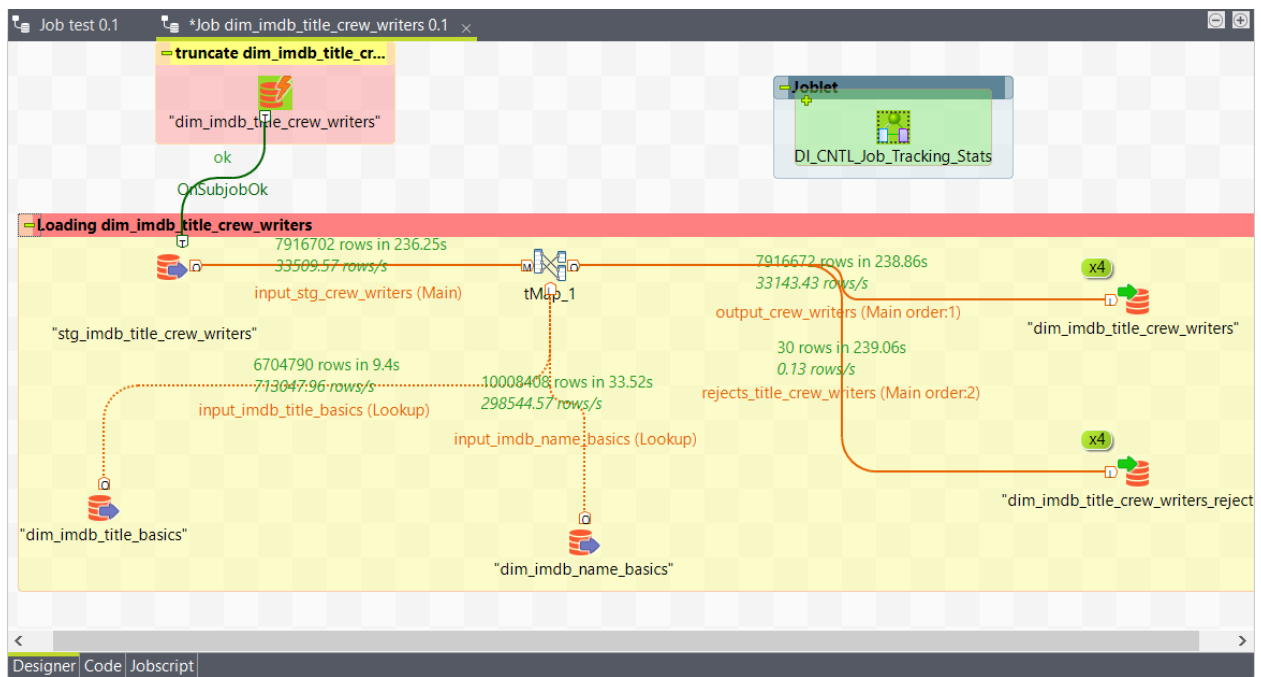 Job test 0.1
*Job dim_imdb_title_crew_writers 0.1
truncate dim_imdb_title_cr...
"dim_imdb_title_crew_writers"
ok
OnSubjobOk
Joblet
DI_CNTL_Job_Tracking_Stats
Loading dim_imdb_title_crew_writers
7916702 rows in 236.25s
33509.57 rows/s
input_stg_crew_writers (Main)
"stg_imdb_title_crew_writers"
tMap_1
7916672 rows in 238.86s
33143.43 rows/s
output_crew_writers (Main order:1)
x4
"dim_imdb_title_crew_writers"
30 rows in 239.06s
0.13 rows/s
rejects_title_crew_writers (Main order:2)
x4
"dim_imdb_title_crew_writers_reject
6704790 rows in 9.4s
713047.96 rows/s
input_imdb_title_basics (Lookup)
10008408 rows in 33.52s
298544.57 rows/s
input_imdb_name_basics (Lookup)
"dim_imdb_title_basics"
"dim_imdb_name_basics"
Designer Code Jobscript